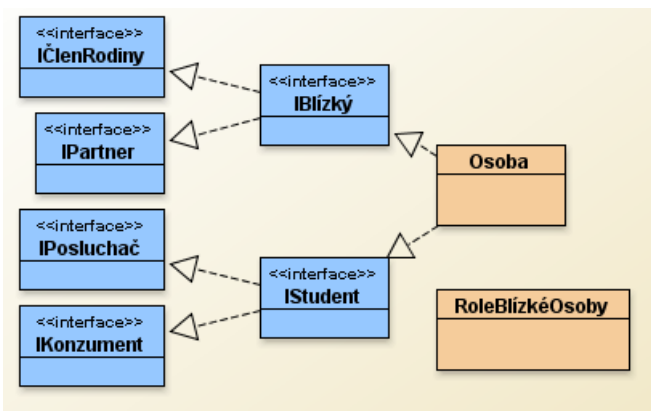 <<interface>>
IČlenRodiny
<<interface>>
IPartner
<<interface>>
IPosluchač
<<interface>>
IKonzument
<<interface>>
IBlízký
<<interface>>
IStudent
Osoba
RoleBlízkéOsoby